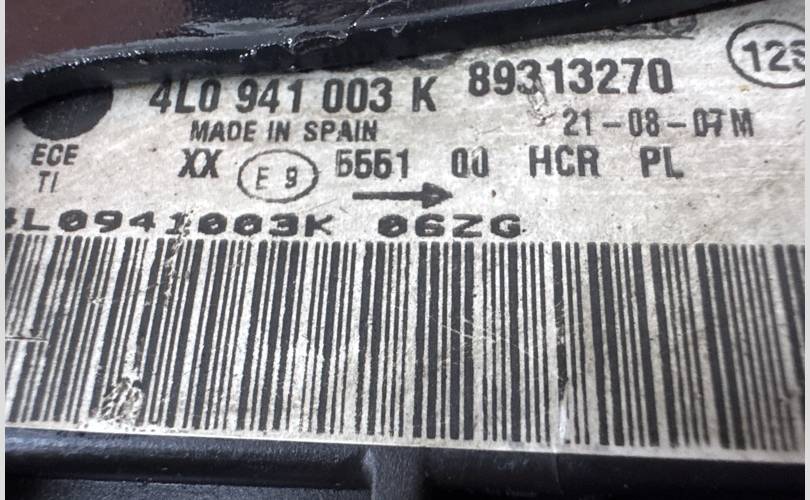 4L0 941 003 K 89313270
MADE IN SPAIN 21-08-07M
ECE XX E9 5551 00 HCR PL
TI
4L0941003K 06ZG